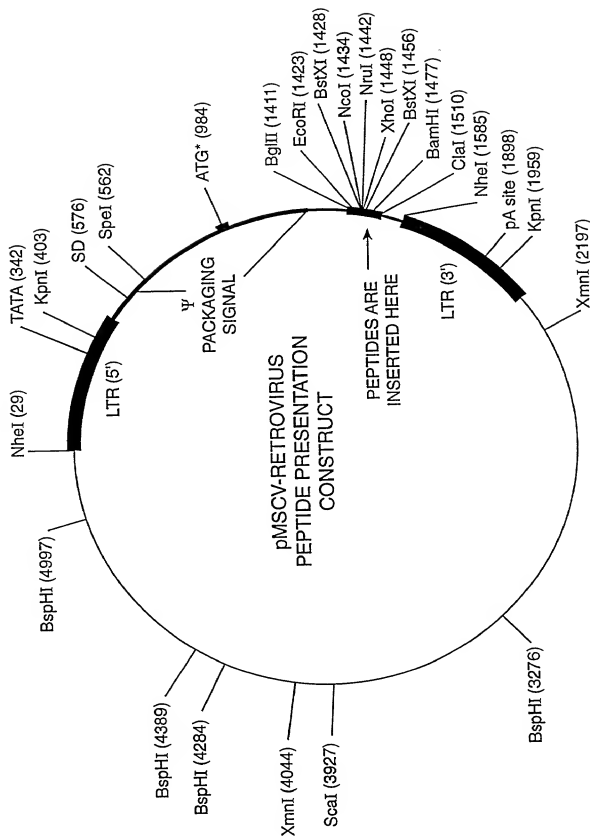 NheI (29)
TATA (342)
KpnI (403)
SD (576)
SpeI (562)
ATG* (984)
BglII (1411)
EcoRI (1423)
BstXI (1428)
NcoI (1434)
NruI (1442)
XhoI (1448)
BstXI (1456)
BamHI (1477)
ClaI (1510)
NheI (1585)
pA site (1898)
KpnI (1959)
XmnI (2197)
BspHI (3276)
ScaI (3927)
XmnI (4044)
BspHI (4284)
BspHI (4389)
BspHI (4997)
LTR (5')
Ψ
PACKAGING
SIGNAL
PEPTIDES ARE
INSERTED HERE
LTR (3')
pMSCV-RETROVIRUS
PEPTIDE PRESENTATION
CONSTRUCT